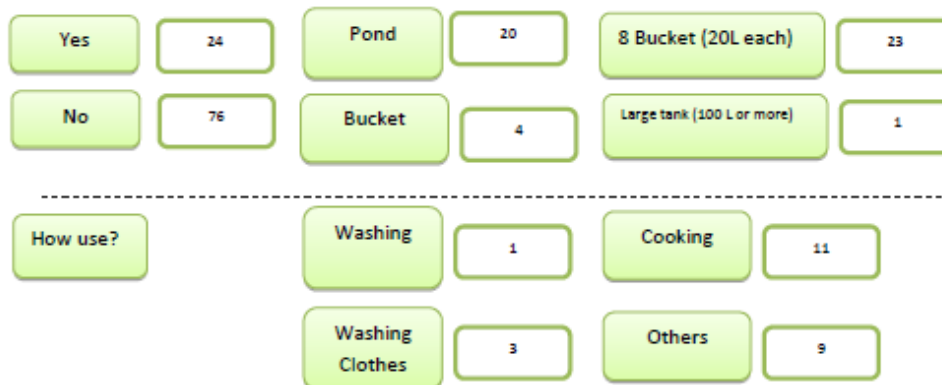 Yes 24 Pond 20 8 Bucket (20L each) 23
No 76 Bucket 4 Large tank (100 L or more) 1
How use? Washing 1 Cooking 11
Washing
Clothes 3 Others 9